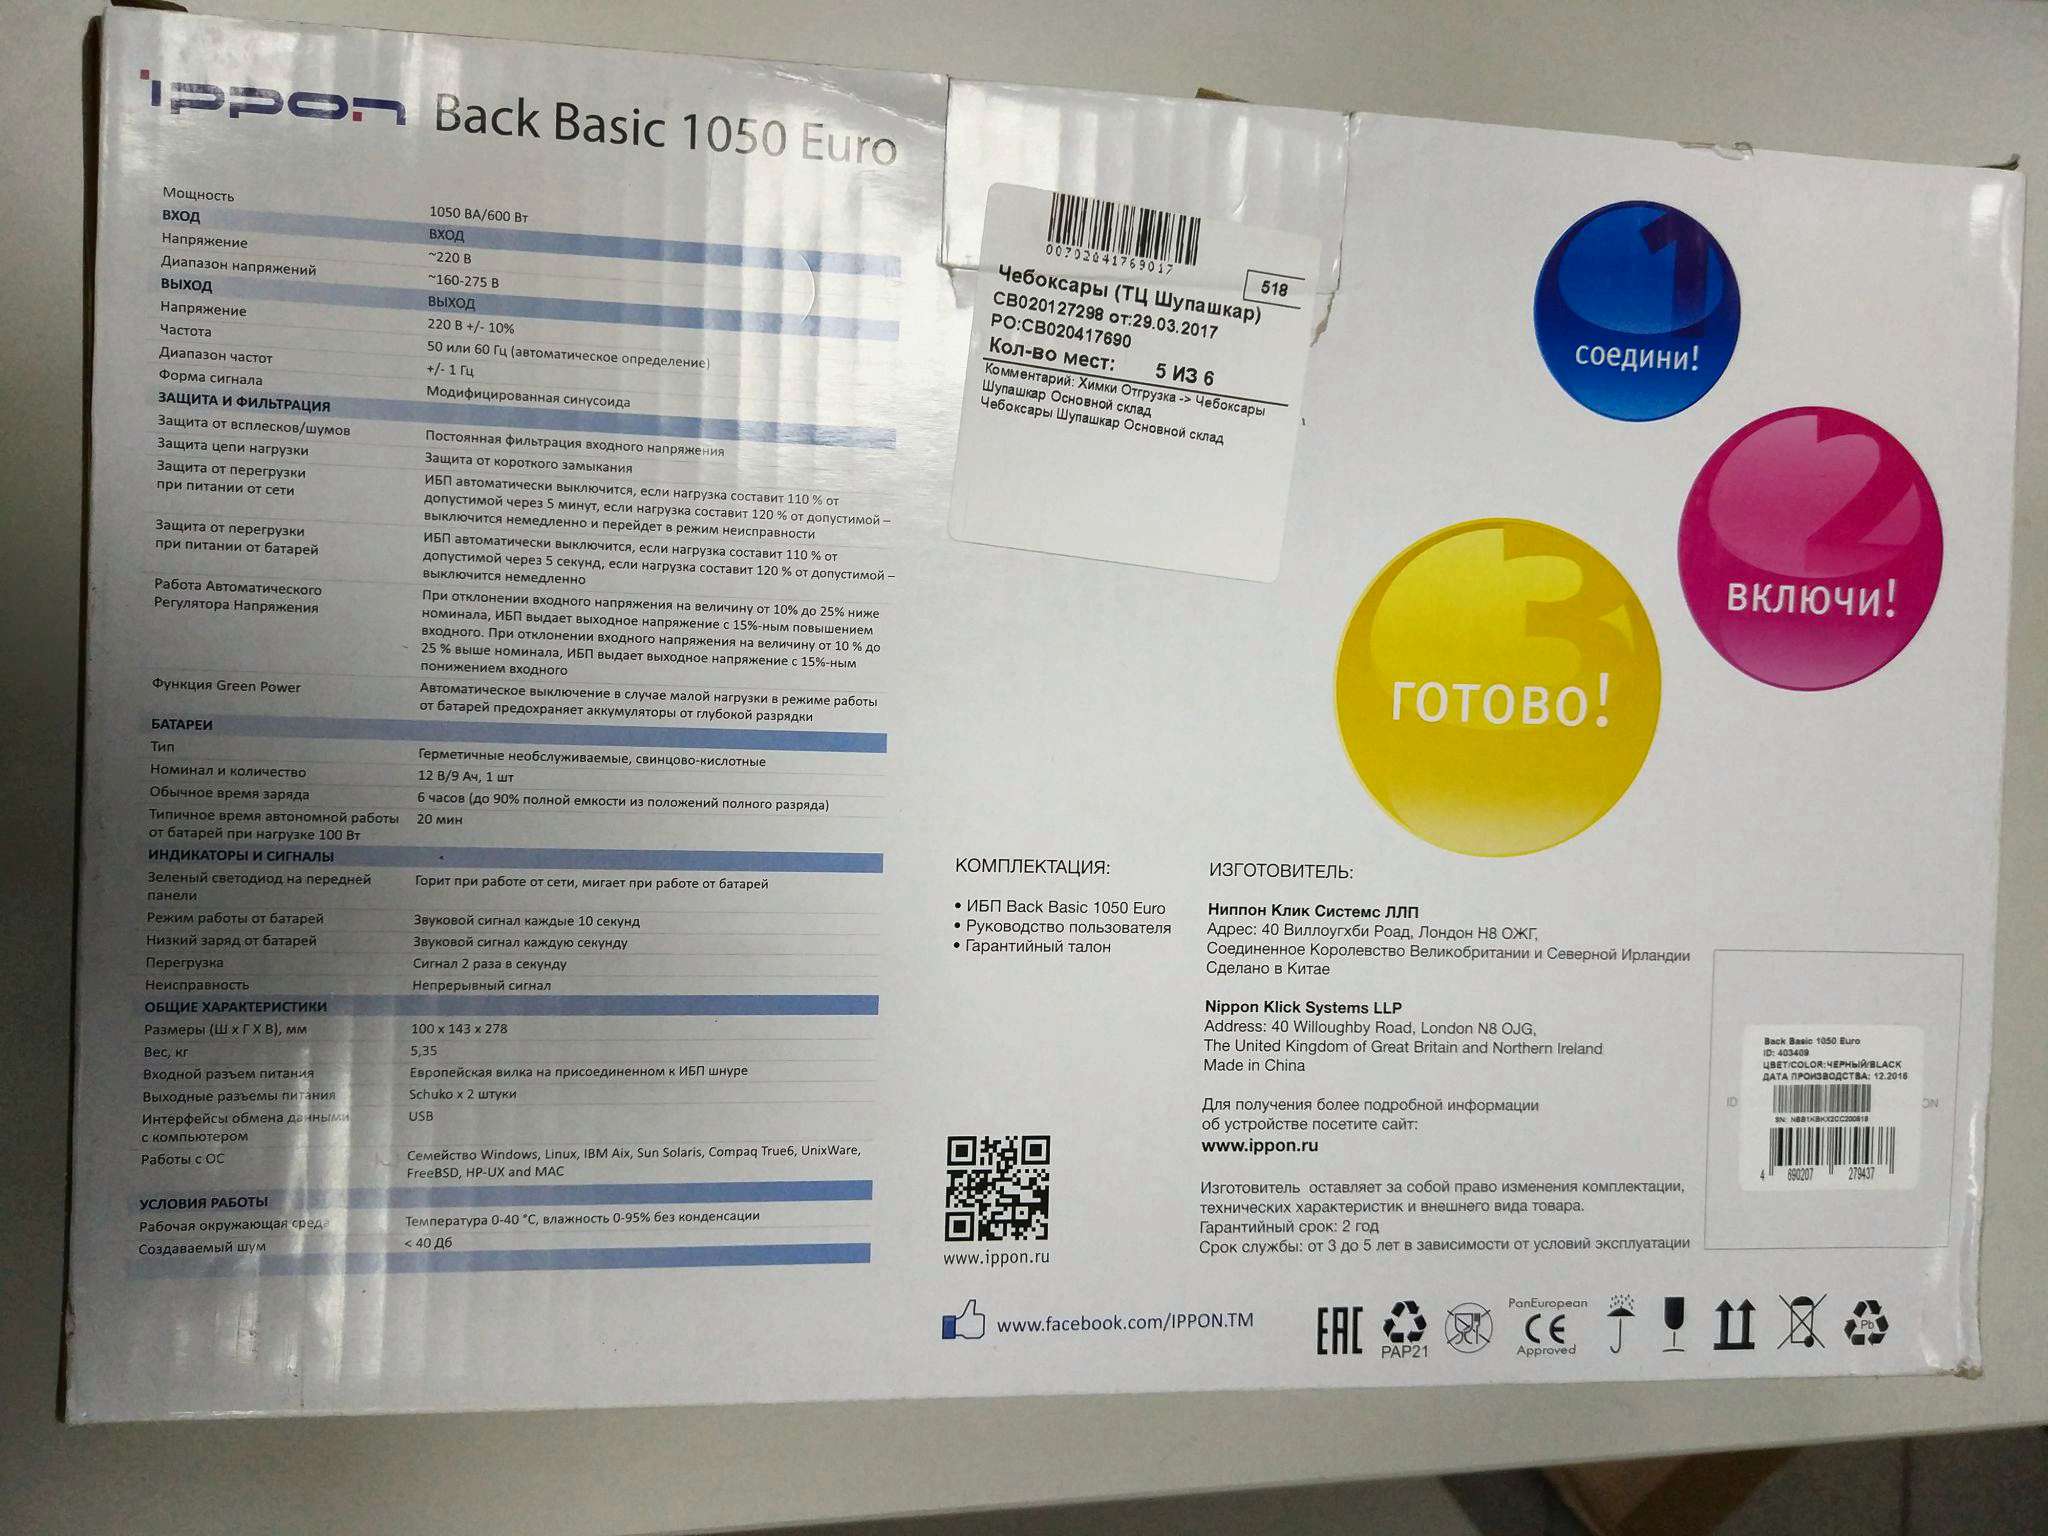 ippon Back Basic 1050 Euro
Мощность 1050 ВА/600 Вт
ВХОД ВХОД
Напряжение ~220 В
Диапазон напряжений ~160-275 В
ВЫХОД ВЫХОД
Напряжение 220 В +/- 10%
Частота 50 или 60 Гц (автоматическое определение)
Диапазон частот +/- 1 Гц
Форма сигнала Модифицированная синусоида
ЗАЩИТА И ФИЛЬТРАЦИЯ
Защита от всплесков/шумов Постоянная фильтрация входного напряжения
Защита цепи нагрузки Защита от короткого замыкания
Защита от перегрузки
при питании от сети
ИБП автоматически выключится, если нагрузка составит 110 % от
допустимой через 5 минут, если нагрузка составит 120 % от допустимой –
выключится немедленно и перейдет в режим неисправности
Защита от перегрузки
при питании от батарей
ИБП автоматически выключится, если нагрузка составит 110 % от
допустимой через 5 секунд, если нагрузка составит 120 % от допустимой –
выключится немедленно
Работа Автоматического
Регулятора Напряжения
При отклонении входного напряжения на величину от 10% до 25% ниже
номинала, ИБП выдает выходное напряжение с 15%-ным повышением
входного. При отклонении входного напряжения на величину от 10 % до
25 % выше номинала, ИБП выдает выходное напряжение с 15%-ным
понижением входного
Функция Green Power
Автоматическое выключение в случае малой нагрузки в режиме работы
от батарей предохраняет аккумуляторы от глубокой разрядки
БАТАРЕИ
Тип Герметичные необслуживаемые, свинцово-кислотные
Номинал и количество 12 В/9 Ач, 1 шт
Обычное время заряда 6 часов (до 90% полной емкости из положений полного разряда)
Типичное время автономной работы 20 мин
от батарей при нагрузке 100 Вт
ИНДИКАТОРЫ И СИГНАЛЫ
Зеленый светодиод на передней Горит при работе от сети, мигает при работе от батарей
панели
Режим работы от батарей Звуковой сигнал каждые 10 секунд
Низкий заряд от батарей Звуковой сигнал каждую секунду
Перегрузка Сигнал 2 раза в секунду
Неисправность Непрерывный сигнал
ОБЩИЕ ХАРАКТЕРИСТИКИ
Размеры (Ш х Г Х В), мм 100 x 143 x 278
Вес, кг 5,35
Входной разъем питания Европейская вилка на присоединенном к ИБП шнуре
Выходные разъемы питания Schuko x 2 штуки
Интерфейсы обмена данными USB
с компьютером
Работы с ОС Семейство Windows, Linux, IBM Aix, Sun Solaris, Compaq True6, UnixWare,
FreeBSD, HP-UX and MAC
УСЛОВИЯ РАБОТЫ
Рабочая окружающая среда Температура 0-40 °C, влажность 0-95% без конденсации
Создаваемый шум < 40 Дб
00702041769017
518
Чебоксары (ТЦ Шупашкар)
СВ020127298 от:29.03.2017
РО:СВ020417690
Кол-во мест: 5 ИЗ 6
Комментарий: Химки Отгрузка -> Чебоксары
Шупашкар Основной склад
Чебоксары Шупашкар Основной склад
1
соедини!
2
включи!
3
готово!
КОМПЛЕКТАЦИЯ:
• ИБП Back Basic 1050 Euro
• Руководство пользователя
• Гарантийный талон
ИЗГОТОВИТЕЛЬ:
Ниппон Клик Системс ЛЛП
Адрес: 40 Виллоугхби Роад, Лондон Н8 ОЖГ,
Соединенное Королевство Великобритании и Северной Ирландии
Сделано в Китае
Nippon Klick Systems LLP
Address: 40 Willoughby Road, London N8 OJG,
The United Kingdom of Great Britain and Northern Ireland
Made in China
Для получения более подробной информации
об устройстве посетите сайт:
www.ippon.ru
Изготовитель оставляет за собой право изменения комплектации,
технических характеристик и внешнего вида товара.
Гарантийный срок: 2 год
Срок службы: от 3 до 5 лет в зависимости от условий эксплуатации
www.ippon.ru
www.facebook.com/IPPON.TM
Back Basic 1050 Euro
ID: 403409
ЦВЕТ/COLOR:ЧЕРНЫЙ/BLACK
ДАТА ПРОИЗВОДСТВА: 12.2016
ID
4 690207 279437
EAC
PAP21
PanEuropean
CE
Approved
Pb